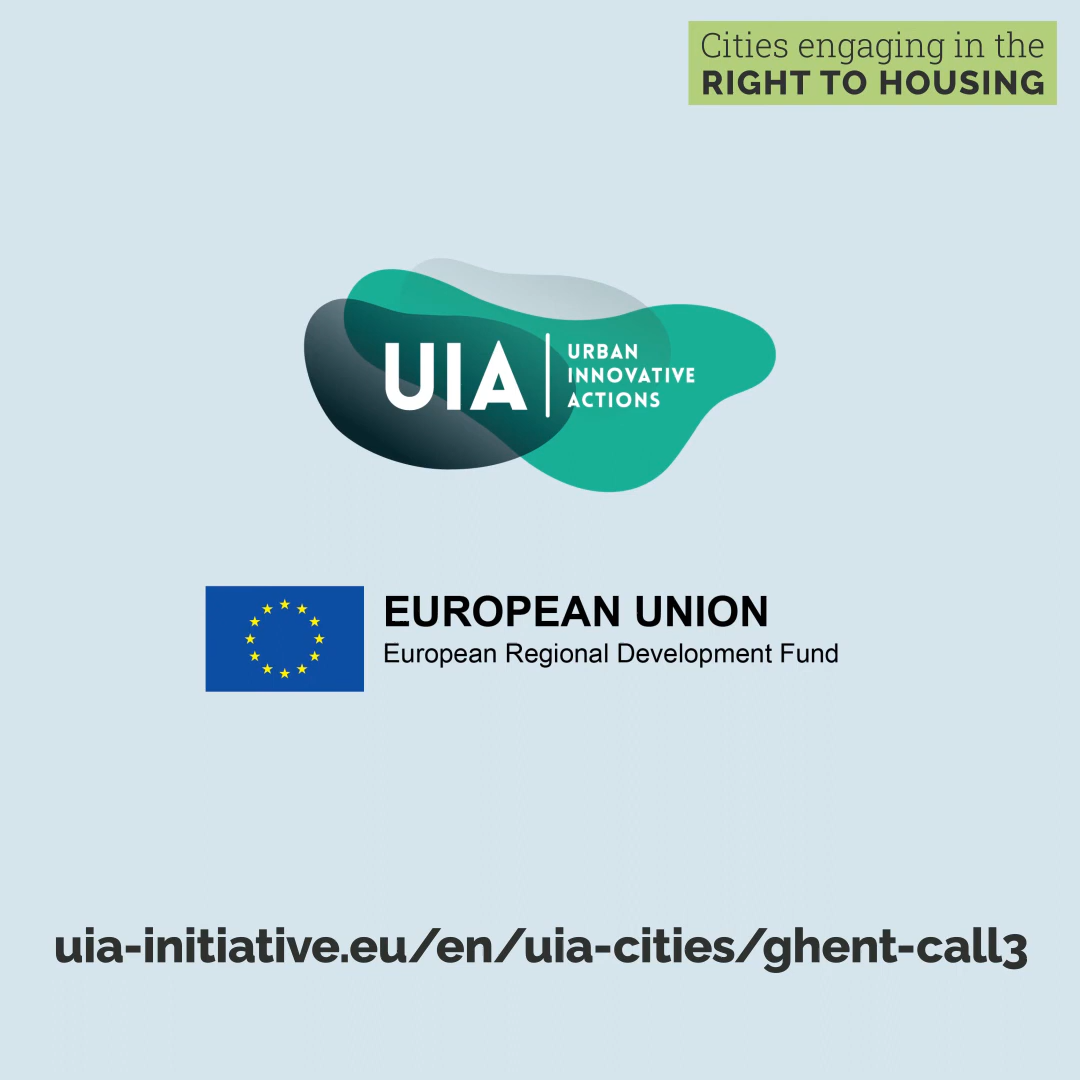 Cities engaging in the
RIGHT TO HOUSING
UIA
URBAN
INNOVATIVE
ACTIONS
EUROPEAN UNION
European Regional Development Fund
uia-initiative.eu/en/uia-cities/ghent-call3